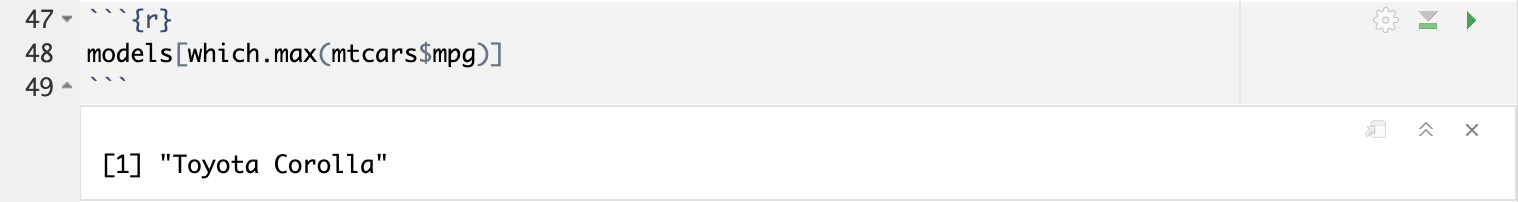 47 ```{r}
48 models[which.max(mtcars$mpg)]
49 ```
[1] "Toyota Corolla"